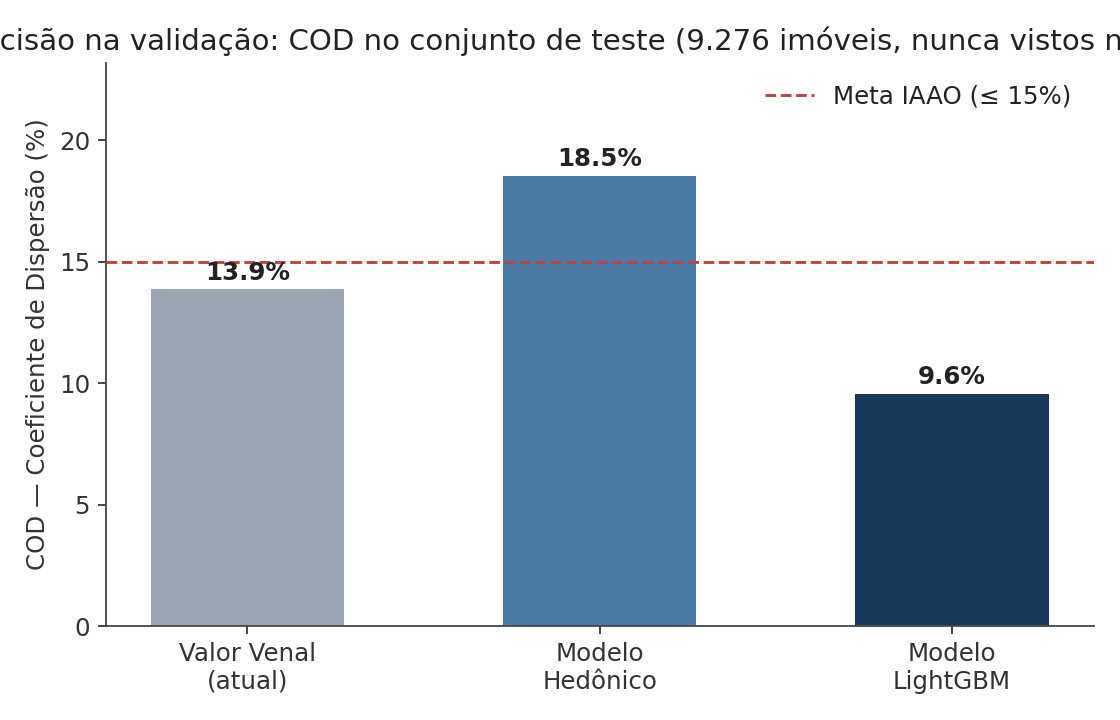 cisão na validação: COD no conjunto de teste (9.276 imóveis, nunca vistos n
Meta IAAO (≤ 15%)
COD — Coeficiente de Dispersão (%)
20
15
10
5
0
13.9%
18.5%
9.6%
Valor Venal
(atual)
Modelo
Hedônico
Modelo
LightGBM